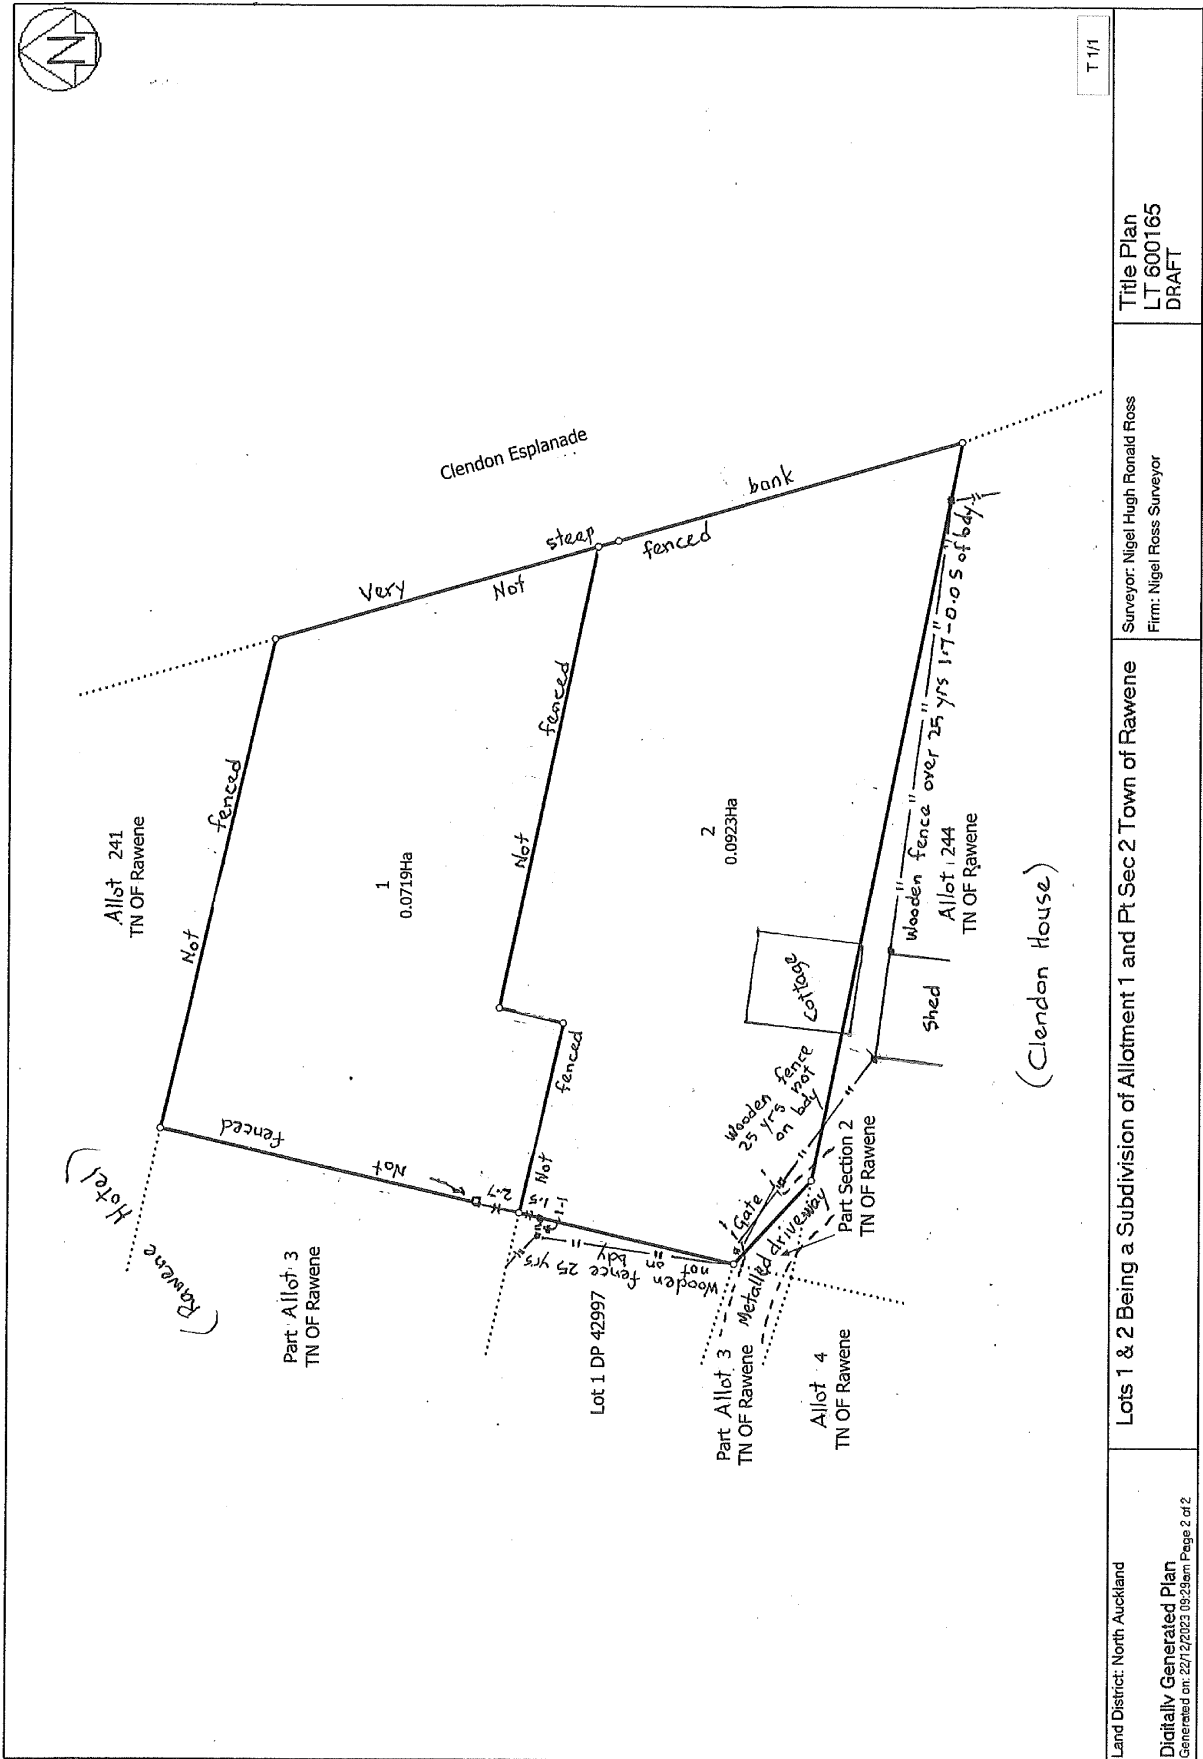 N
Allot 241
TN OF Rawene
Not fenced
(Rawene Hotel)
Part Allot 3
TN OF Rawene
Not fenced
1
0.0719Ha
Very steep bank
Not fenced
Clendon Esplanade
2.7
1.5
1.1
Not fenced
Not fenced
Lot 1 DP 42997
Wooden fence 25 yrs
not on bdy
2
0.0923Ha
Cottage
Wooden fence
25 yrs not
on bdy
Gate
Metalled driveway
Part Allot 3
TN OF Rawene
Allot 4
TN OF Rawene
Part Section 2
TN OF Rawene
Shed
Wooden fence over 25 yrs 1.7-0.05 of bdy
Allot 244
TN OF Rawene
(Clendon House)
T 1/1
Land District: North Auckland
Digitally Generated Plan
Generated on: 22/12/2023 09:29am Page 2 of 2
Lots 1 & 2 Being a Subdivision of Allotment 1 and Pt Sec 2 Town of Rawene
Surveyor: Nigel Hugh Ronald Ross
Firm: Nigel Ross Surveyor
Title Plan
LT 600165
DRAFT